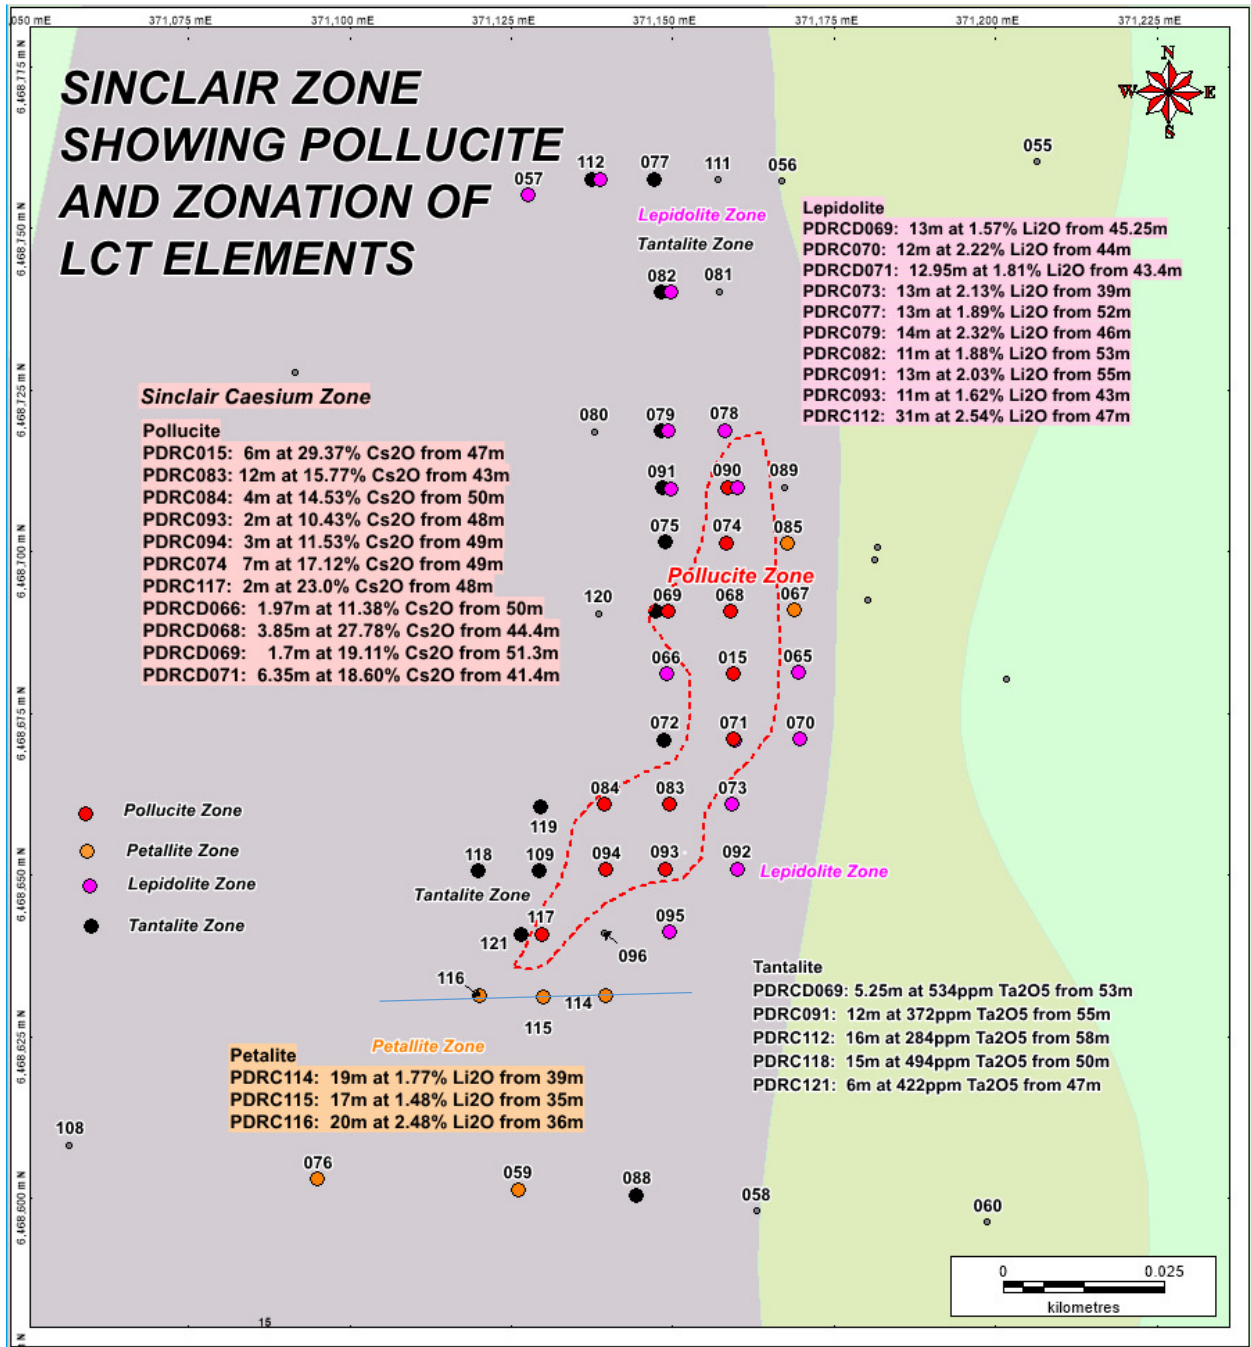 ,050 mE
371,075 mE
371,100 mE
371,125 mE
371,150 mE
371,175 mE
371,200 mE
371,225 mE
6,468,775 m N
6,468,750 m N
6,468,725 m N
6,468,700 m N
6,468,675 m N
6,468,650 m N
6,468,625 m N
6,468,600 m N
m N
SINCLAIR ZONE
SHOWING POLLUCITE
AND ZONATION OF
LCT ELEMENTS
N
W E
S
055
112 077 111 056
057
Lepidolite Zone
Tantalite Zone
082 081
Lepidolite
PDRCD069: 13m at 1.57% Li2O from 45.25m
PDRC070: 12m at 2.22% Li2O from 44m
PDRCD071: 12.95m at 1.81% Li2O from 43.4m
PDRC073: 13m at 2.13% Li2O from 39m
PDRC077: 13m at 1.89% Li2O from 52m
PDRC079: 14m at 2.32% Li2O from 46m
PDRC082: 11m at 1.88% Li2O from 53m
PDRC091: 13m at 2.03% Li2O from 55m
PDRC093: 11m at 1.62% Li2O from 43m
PDRC112: 31m at 2.54% Li2O from 47m
Sinclair Caesium Zone
Pollucite
PDRC015: 6m at 29.37% Cs2O from 47m
PDRC083: 12m at 15.77% Cs2O from 43m
PDRC084: 4m at 14.53% Cs2O from 50m
PDRC093: 2m at 10.43% Cs2O from 48m
PDRC094: 3m at 11.53% Cs2O from 49m
PDRC074 7m at 17.12% Cs2O from 49m
PDRC117: 2m at 23.0% Cs2O from 48m
PDRCD066: 1.97m at 11.38% Cs2O from 50m
PDRCD068: 3.85m at 27.78% Cs2O from 44.4m
PDRCD069: 1.7m at 19.11% Cs2O from 51.3m
PDRCD071: 6.35m at 18.60% Cs2O from 41.4m
080 079 078
091 090 089
075 074 085
Pollucite Zone
120 069 068 067
066 015 065
072 071 070
084 083 073
119
118 109 094 093 092
Tantalite Zone
Lepidolite Zone
117 095
121 096
116 114
115
Pollucite Zone
Petallite Zone
Lepidolite Zone
Tantalite Zone
Tantalite
PDRCD069: 5.25m at 534ppm Ta2O5 from 53m
PDRC091: 12m at 372ppm Ta2O5 from 55m
PDRC112: 16m at 284ppm Ta2O5 from 58m
PDRC118: 15m at 494ppm Ta2O5 from 50m
PDRC121: 6m at 422ppm Ta2O5 from 47m
Petallite Zone
Petalite
PDRC114: 19m at 1.77% Li2O from 39m
PDRC115: 17m at 1.48% Li2O from 35m
PDRC116: 20m at 2.48% Li2O from 36m
108
076 059 088 058 060
0 0.025
kilometres
15